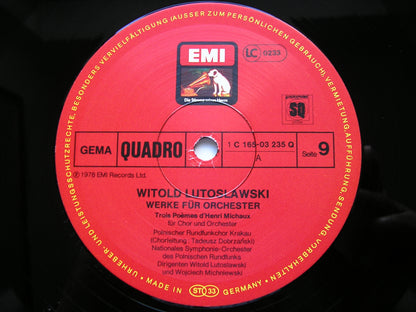 URHEBER- UND LEISTUNGSSCHUTZRECHTE, BESONDERS VERVIELFÄLTIGUNG (AUSSER ZUM PERSÖNLICHEN GEBRAUCH), VERMIETUNG, AUFFÜHRUNG, SENDUNG, VORBEHALTEN
EMI
LC 0233
Die Stimme seines Herrn
SQ
GEMA
QUADRO
1 C 165-03 235 Q
A
Seite 9
℗ 1978 EMI Records Ltd.
WITOLD LUTOSLAWSKI
WERKE FÜR ORCHESTER
Trois Poèmes d'Henri Michaux
für Chor und Orchester
Polnischer Rundfunkchor Krakau
(Chorleitung: Tadeusz Dobrzański)
Nationales Symphonie-Orchester
des Polnischen Rundfunks
Dirigenten Witold Lutoslawski
und Wojciech Michniewski
MADE IN STEREO 33 GERMANY